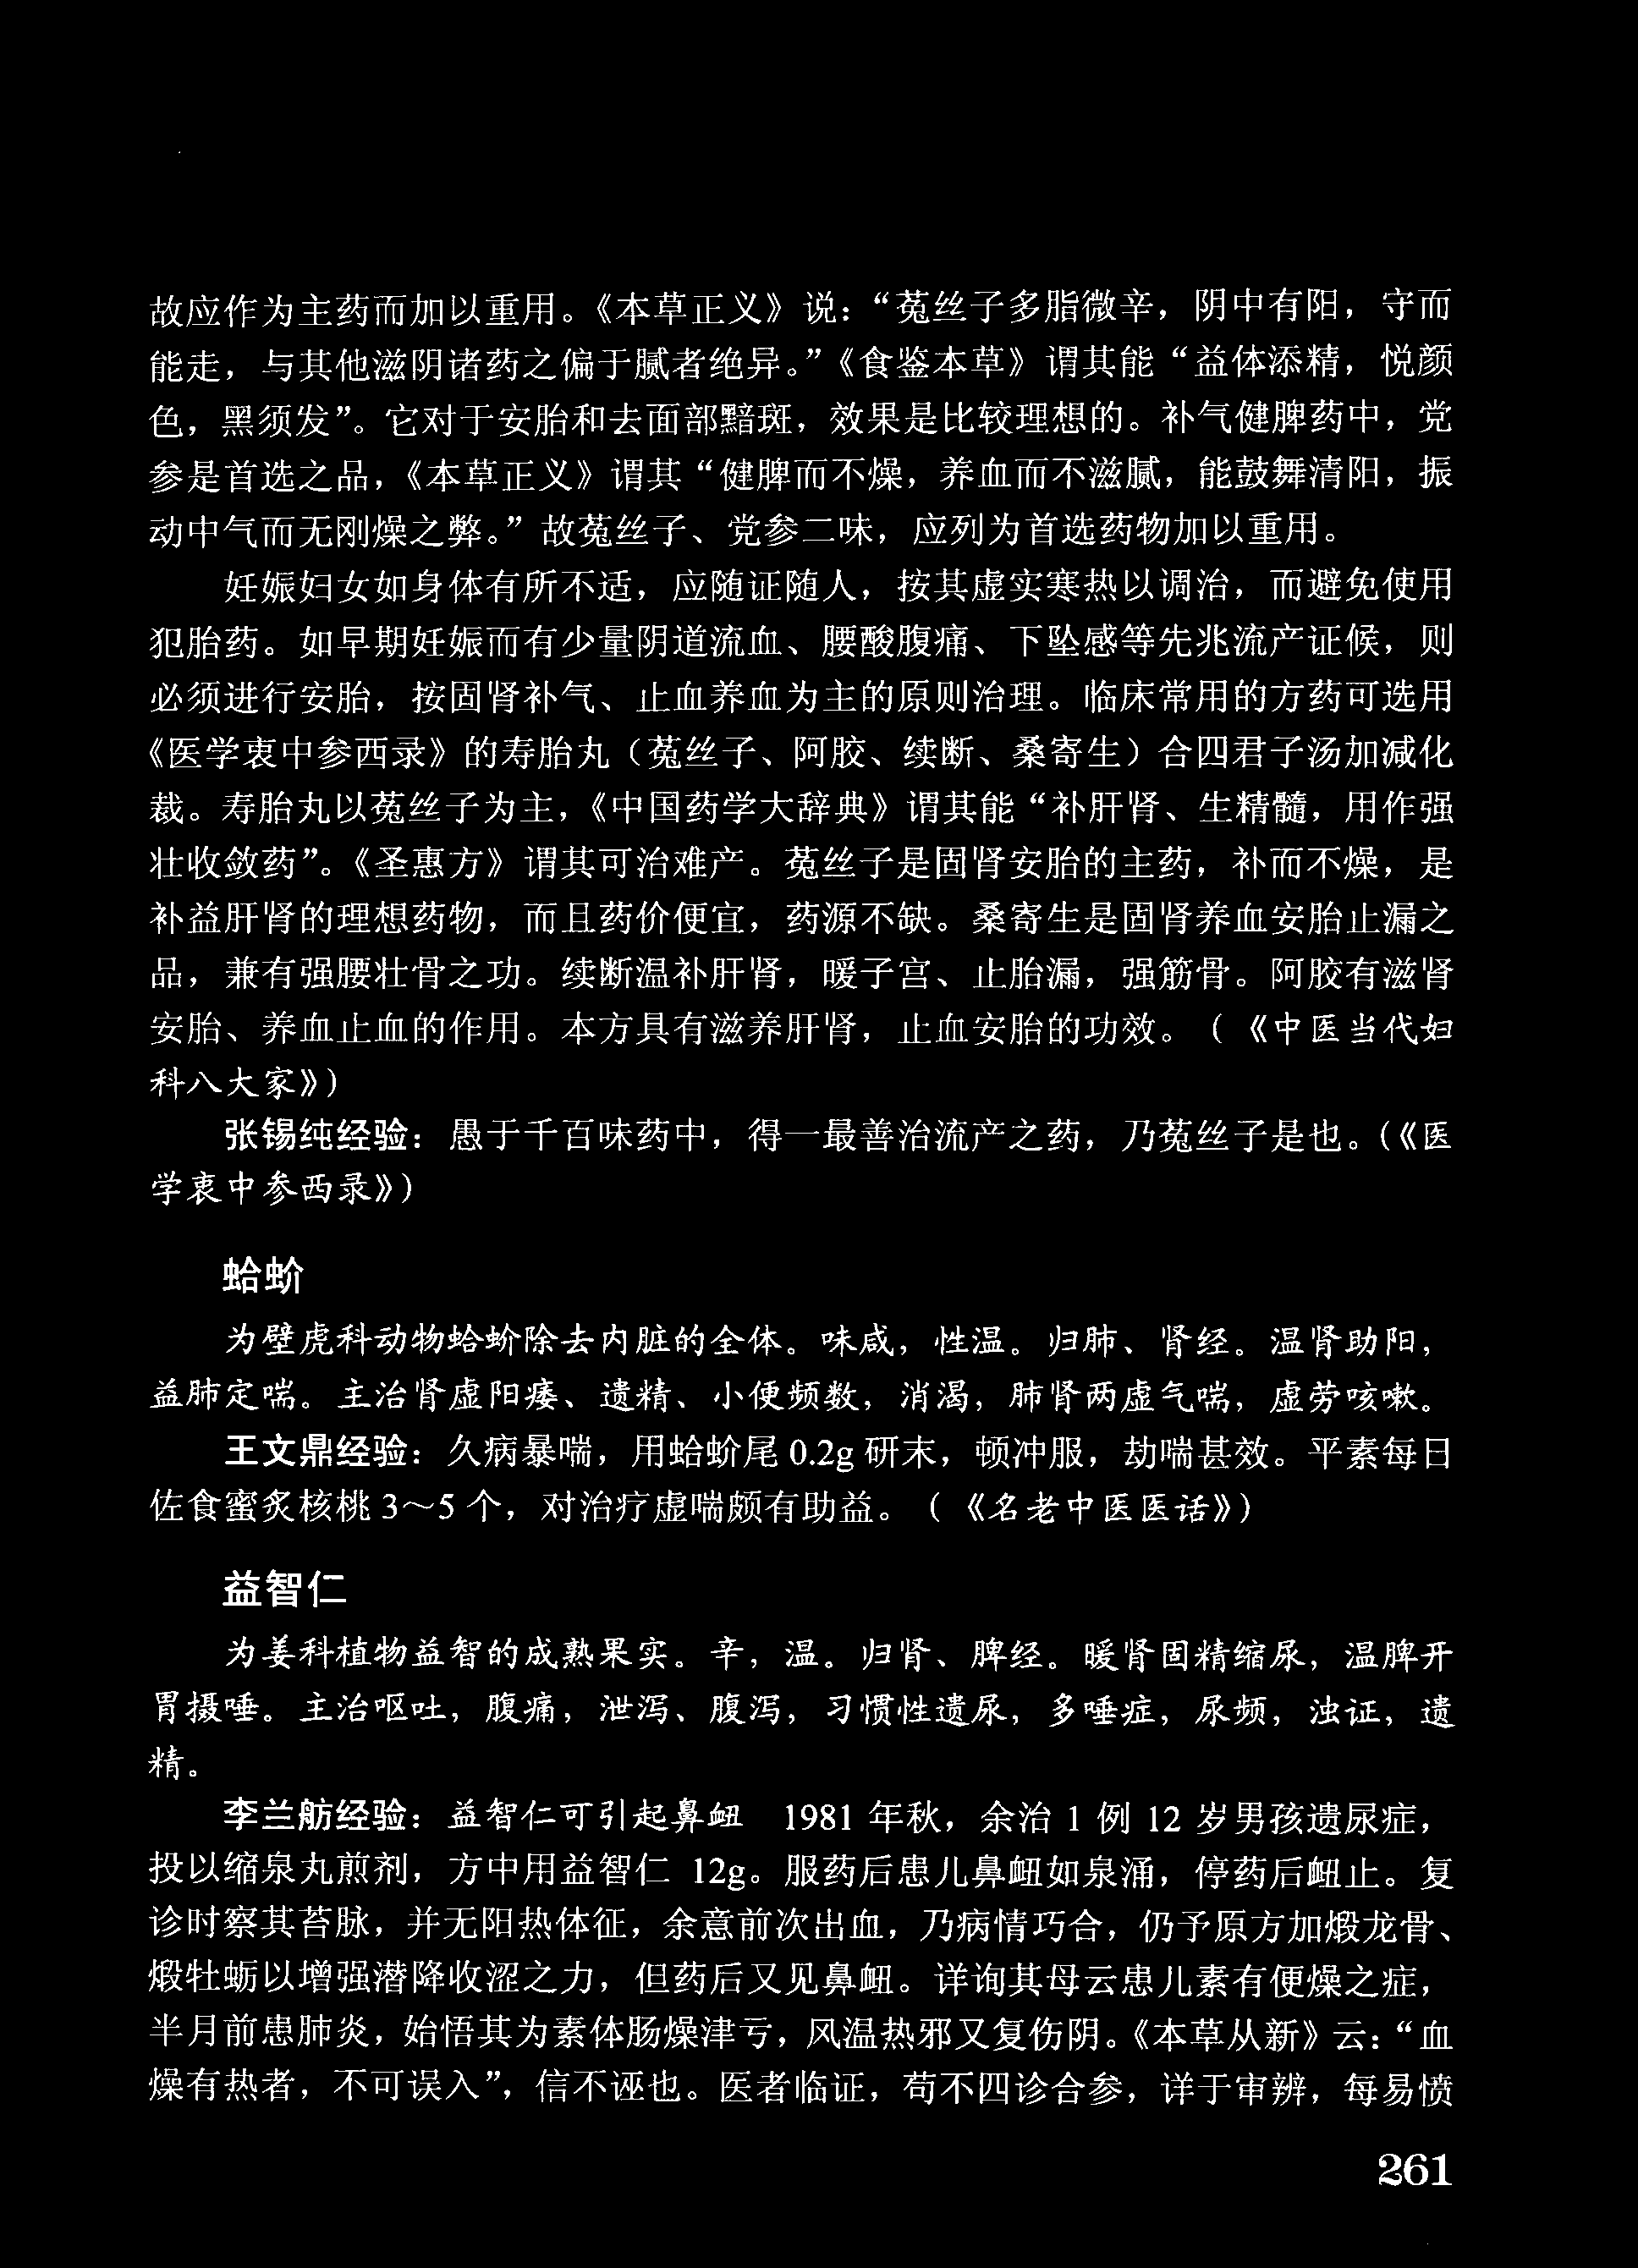 故应作为主药而加以重用。《本草正义》说：“菟丝子多脂微辛，阴中有阳，守而
能走，与其他滋阴诸药之偏于腻者绝异。”《食鉴本草》谓其能“益体添精，悦颜
色，黑须发”。它对于安胎和去面部黯斑，效果是比较理想的。补气健脾药中，党
参是首选之品，《本草正义》谓其“健脾而不燥，养血而不滋腻，能鼓舞清阳，振
动中气而无刚燥之弊。”故菟丝子、党参二味，应列为首选药物加以重用。
妊娠妇女如身体有所不适，应随证随人，按其虚实寒热以调治，而避免使用
犯胎药。如早期妊娠而有少量阴道流血、腰酸腹痛、下坠感等先兆流产证候，则
必须进行安胎，按固肾补气、止血养血为主的原则治理。临床常用的方药可选用
《医学衷中参西录》的寿胎丸（菟丝子、阿胶、续断、桑寄生）合四君子汤加减化
裁。寿胎丸以菟丝子为主，《中国药学大辞典》谓其能“补肝肾、生精髓，用作强
壮收敛药”。《圣惠方》谓其可治难产。菟丝子是固肾安胎的主药，补而不燥，是
补益肝肾的理想药物，而且药价便宜，药源不缺。桑寄生是固肾养血安胎止漏之
品，兼有强腰壮骨之功。续断温补肝肾，暖子宫、止胎漏，强筋骨。阿胶有滋肾
安胎、养血止血的作用。本方具有滋养肝肾，止血安胎的功效。（《中医当代妇
科八大家》）
张锡纯经验：愚于千百味药中，得一最善治流产之药，乃菟丝子是也。（《医
学衷中参西录》）
蛤蚧
为壁虎科动物蛤蚧除去内脏的全体。味咸，性温。归肺、肾经。温肾助阳，
益肺定喘。主治肾虚阳痿、遗精、小便频数，消渴，肺肾两虚气喘，虚劳咳嗽。
王文鼎经验：久病暴喘，用蛤蚧尾 0.2g 研末，顿冲服，劫喘甚效。平素每日
佐食蜜炙核桃 3～5 个，对治疗虚喘颇有助益。（《名老中医医话》）
益智仁
为姜科植物益智的成熟果实。辛，温。归肾、脾经。暖肾固精缩尿，温脾开
胃摄唾。主治呕吐，腹痛，泄泻、腹泻，习惯性遗尿，多唾症，尿频，浊证，遗
精。
李兰舫经验：益智仁可引起鼻衄　1981 年秋，余治 1 例 12 岁男孩遗尿症，
投以缩泉丸煎剂，方中用益智仁 12g。服药后患儿鼻衄如泉涌，停药后衄止。复
诊时察其苔脉，并无阳热体征，余意前次出血，乃病情巧合，仍予原方加煅龙骨、
煅牡蛎以增强潜降收涩之力，但药后又见鼻衄。详询其母云患儿素有便燥之症，
半月前患肺炎，始悟其为素体肠燥津亏，风温热邪又复伤阴。《本草从新》云：“血
燥有热者，不可误入”，信不诬也。医者临证，苟不四诊合参，详于审辨，每易愤
261